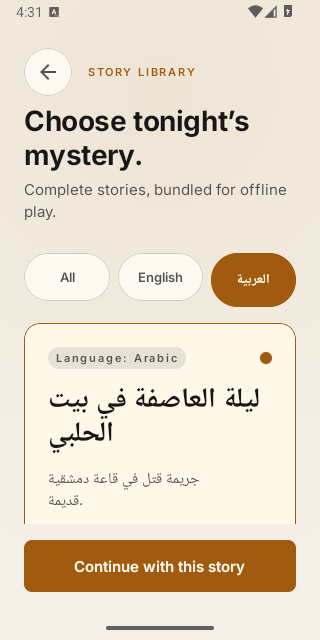 4:31
STORY LIBRARY
Choose tonight's
mystery.
Complete stories, bundled for offline
play.
All
English
العربية
Language: Arabic
ليلة العاصفة في بيت
الحلبي
جريمة قتل في قاعة دمشقية
قديمة.
Continue with this story